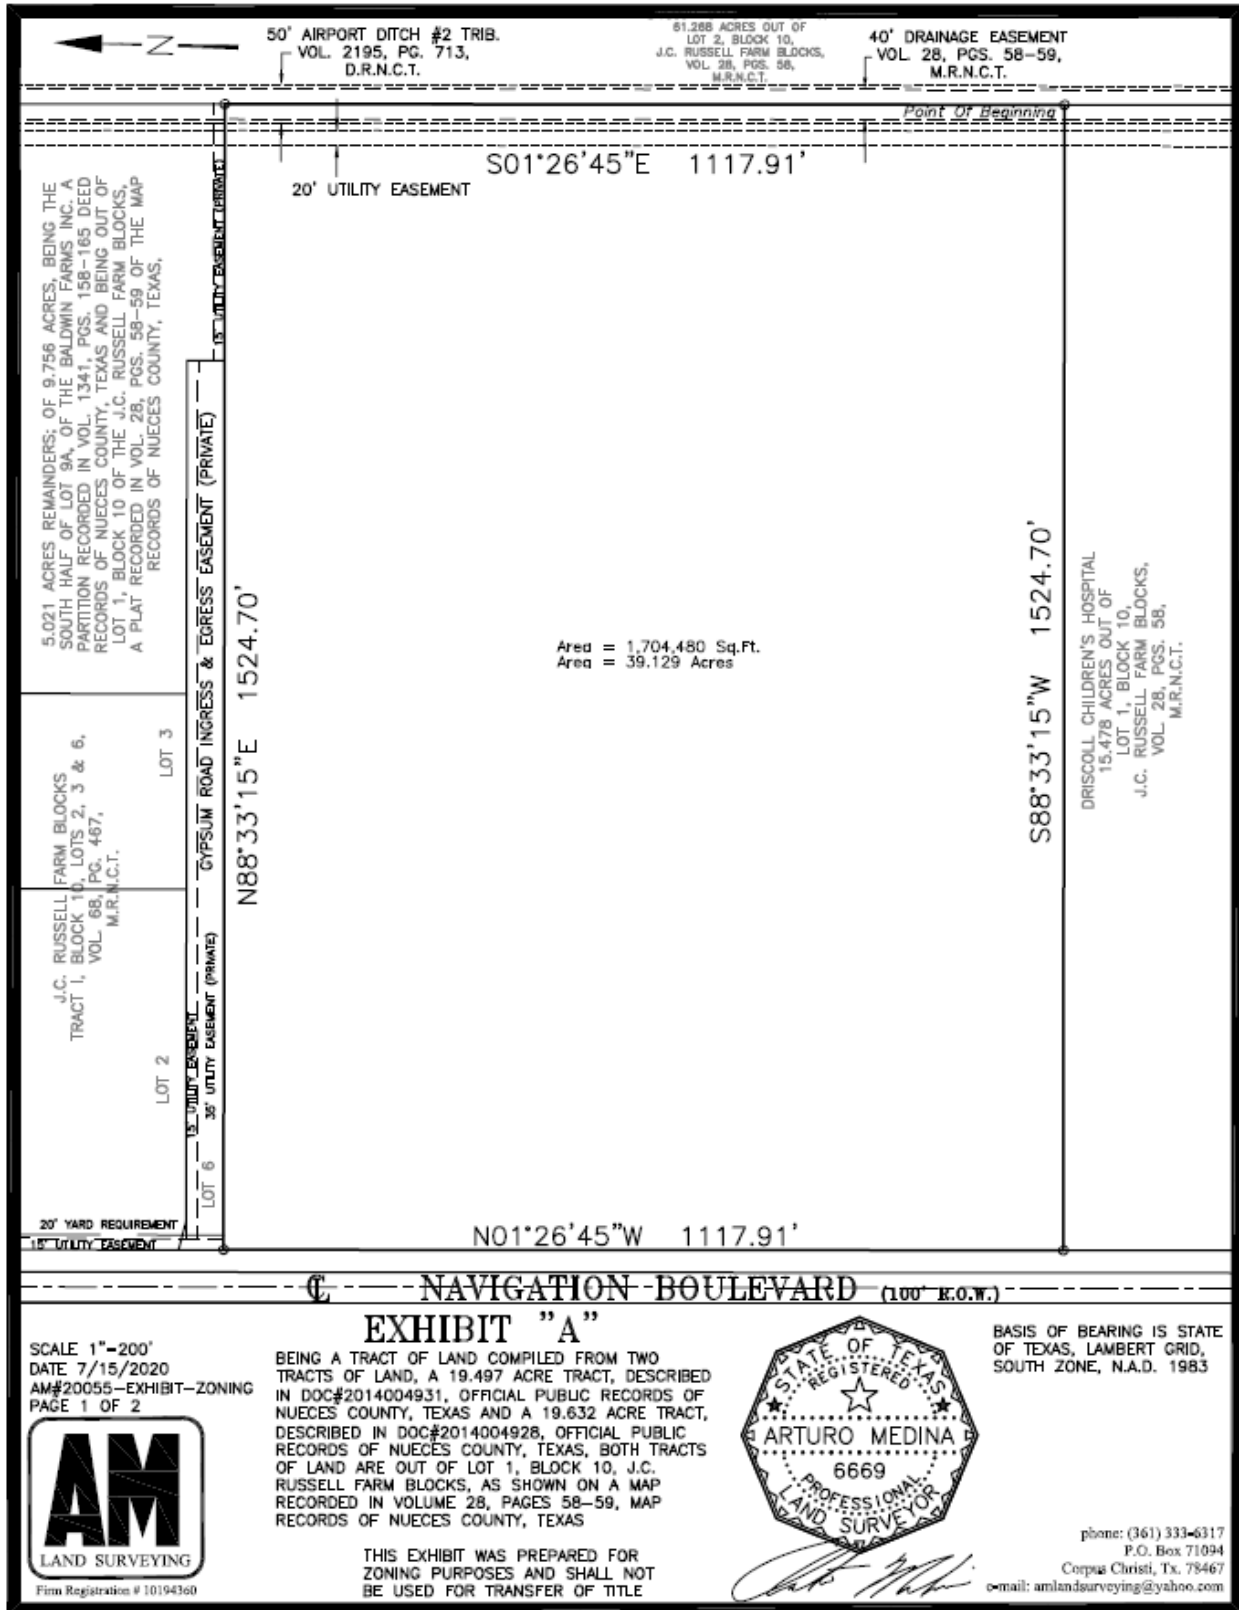 Z
50' AIRPORT DITCH #2 TRIB.
VOL. 2195, PG. 713,
D.R.N.C.T.
61.268 ACRES OUT OF
LOT 2, BLOCK 10,
J.C. RUSSELL FARM BLOCKS,
VOL. 28, PGS. 58,
M.R.N.C.T.
40' DRAINAGE EASEMENT
VOL. 28, PGS. 58-59,
M.R.N.C.T.
Point Of Beginning
S01°26'45"E 1117.91'
20' UTILITY EASEMENT
15' UTILITY EASEMENT (PRIVATE)
5.021 ACRES REMAINDERS; OF 9.756 ACRES, BEING THE
SOUTH HALF OF LOT 9A, OF THE BALDWIN FARMS INC. A
PARTITION RECORDED IN VOL. 1341, PGS. 158-165 DEED
RECORDS OF NUECES COUNTY, TEXAS AND BEING OUT OF
LOT 1, BLOCK 10 OF THE J.C. RUSSELL FARM BLOCKS,
A PLAT RECORDED IN VOL. 28, PGS. 58-59 OF THE MAP
RECORDS OF NUECES COUNTY, TEXAS,
GYPSUM ROAD INGRESS & EGRESS EASEMENT (PRIVATE)
N88°33'15"E 1524.70'
Area = 1,704,480 Sq.Ft.
Area = 39.129 Acres
S88°33'15"W 1524.70'
DRISCOLL CHILDREN'S HOSPITAL
15.478 ACRES OUT OF
LOT 1, BLOCK 10,
J.C. RUSSELL FARM BLOCKS,
VOL. 28, PGS. 58,
M.R.N.C.T.
LOT 3
J.C. RUSSELL FARM BLOCKS
TRACT I, BLOCK 10, LOTS 2, 3 & 6,
VOL. 68, PG. 467,
M.R.N.C.T.
LOT 2
15' UTILITY EASEMENT
35' UTILITY EASEMENT (PRIVATE)
LOT 6
20' YARD REQUIREMENT
15' UTILITY EASEMENT
N01°26'45"W 1117.91'
℄ NAVIGATION BOULEVARD (100' R.O.W.)
EXHIBIT "A"
SCALE 1"=200'
DATE 7/15/2020
AM#20055-EXHIBIT-ZONING
PAGE 1 OF 2
AM
LAND SURVEYING
Firm Registration # 10194360
BEING A TRACT OF LAND COMPILED FROM TWO
TRACTS OF LAND, A 19.497 ACRE TRACT, DESCRIBED
IN DOC#2014004931, OFFICIAL PUBLIC RECORDS OF
NUECES COUNTY, TEXAS AND A 19.632 ACRE TRACT,
DESCRIBED IN DOC#2014004928, OFFICIAL PUBLIC
RECORDS OF NUECES COUNTY, TEXAS, BOTH TRACTS
OF LAND ARE OUT OF LOT 1, BLOCK 10, J.C.
RUSSELL FARM BLOCKS, AS SHOWN ON A MAP
RECORDED IN VOLUME 28, PAGES 58-59, MAP
RECORDS OF NUECES COUNTY, TEXAS
THIS EXHIBIT WAS PREPARED FOR
ZONING PURPOSES AND SHALL NOT
BE USED FOR TRANSFER OF TITLE
STATE OF TEXAS
REGISTERED
ARTURO MEDINA
6669
PROFESSIONAL
LAND SURVEYOR
BASIS OF BEARING IS STATE
OF TEXAS, LAMBERT GRID,
SOUTH ZONE, N.A.D. 1983
phone: (361) 333-6317
P.O. Box 71094
Corpus Christi, Tx. 78467
e-mail: amlandsurveying@yahoo.com